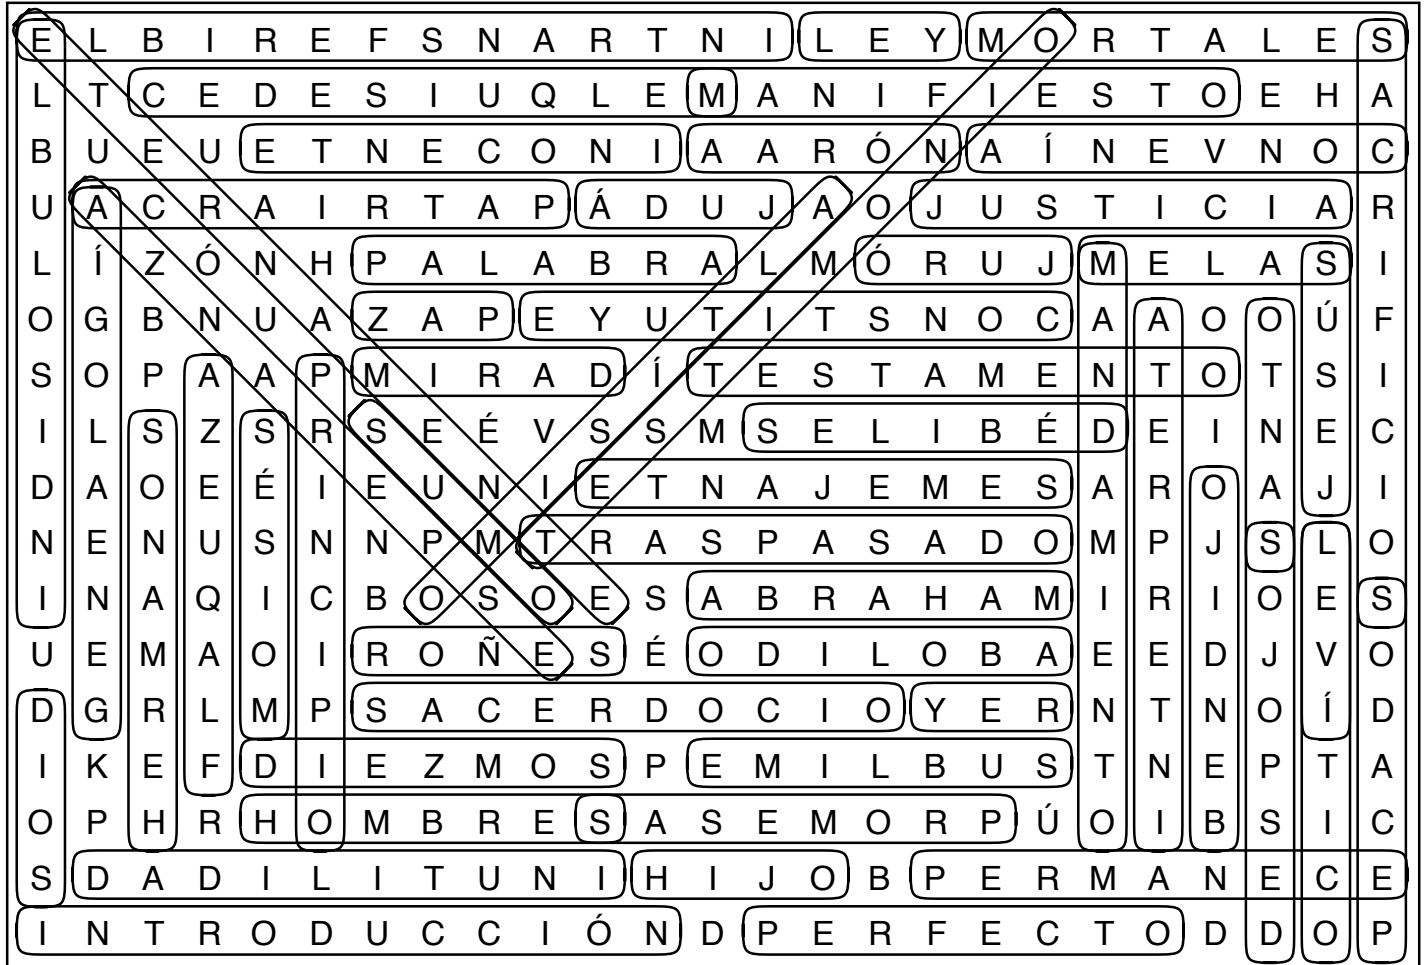 E L B I R E F S N A R T N I L E Y M O R T A L E S
L T C E D E S I U Q L E M A N I F I E S T O E H A
B U E U E T N E C O N I A A R Ó N A Í N E V N O C
U A C R A I R T A P Á D U J A O J U S T I C I A R
L Í Z Ó N H P A L A B R A L M Ó R U J M E L A S I
O G B N U A Z A P E Y U T I T S N O C A A O O Ú F
S O P A A P M I R A D Í T E S T A M E N T O T S I
I L S Z S R S E É V S S M S E L I B É D E I N E C
D A O E É I E U N I E T N A J E M E S A R O A J I
N E N U S N N P M T R A S P A S A D O M P J S L O
I N A Q I C B O S O E S A B R A H A M I R I O E S
U E M A O I R O Ñ E S É O D I L O B A E E D J V O
D G R L M P S A C E R D O C I O Y E R N T N O Í D
I K E F D I E Z M O S P E M I L B U S T N E P T A
O P H R H O M B R E S A S E M O R P Ú O I B S I C
S D A D I L I T U N I H I J O B P E R M A N E C E
I N T R O D U C C I Ó N D P E R F E C T O D D O P